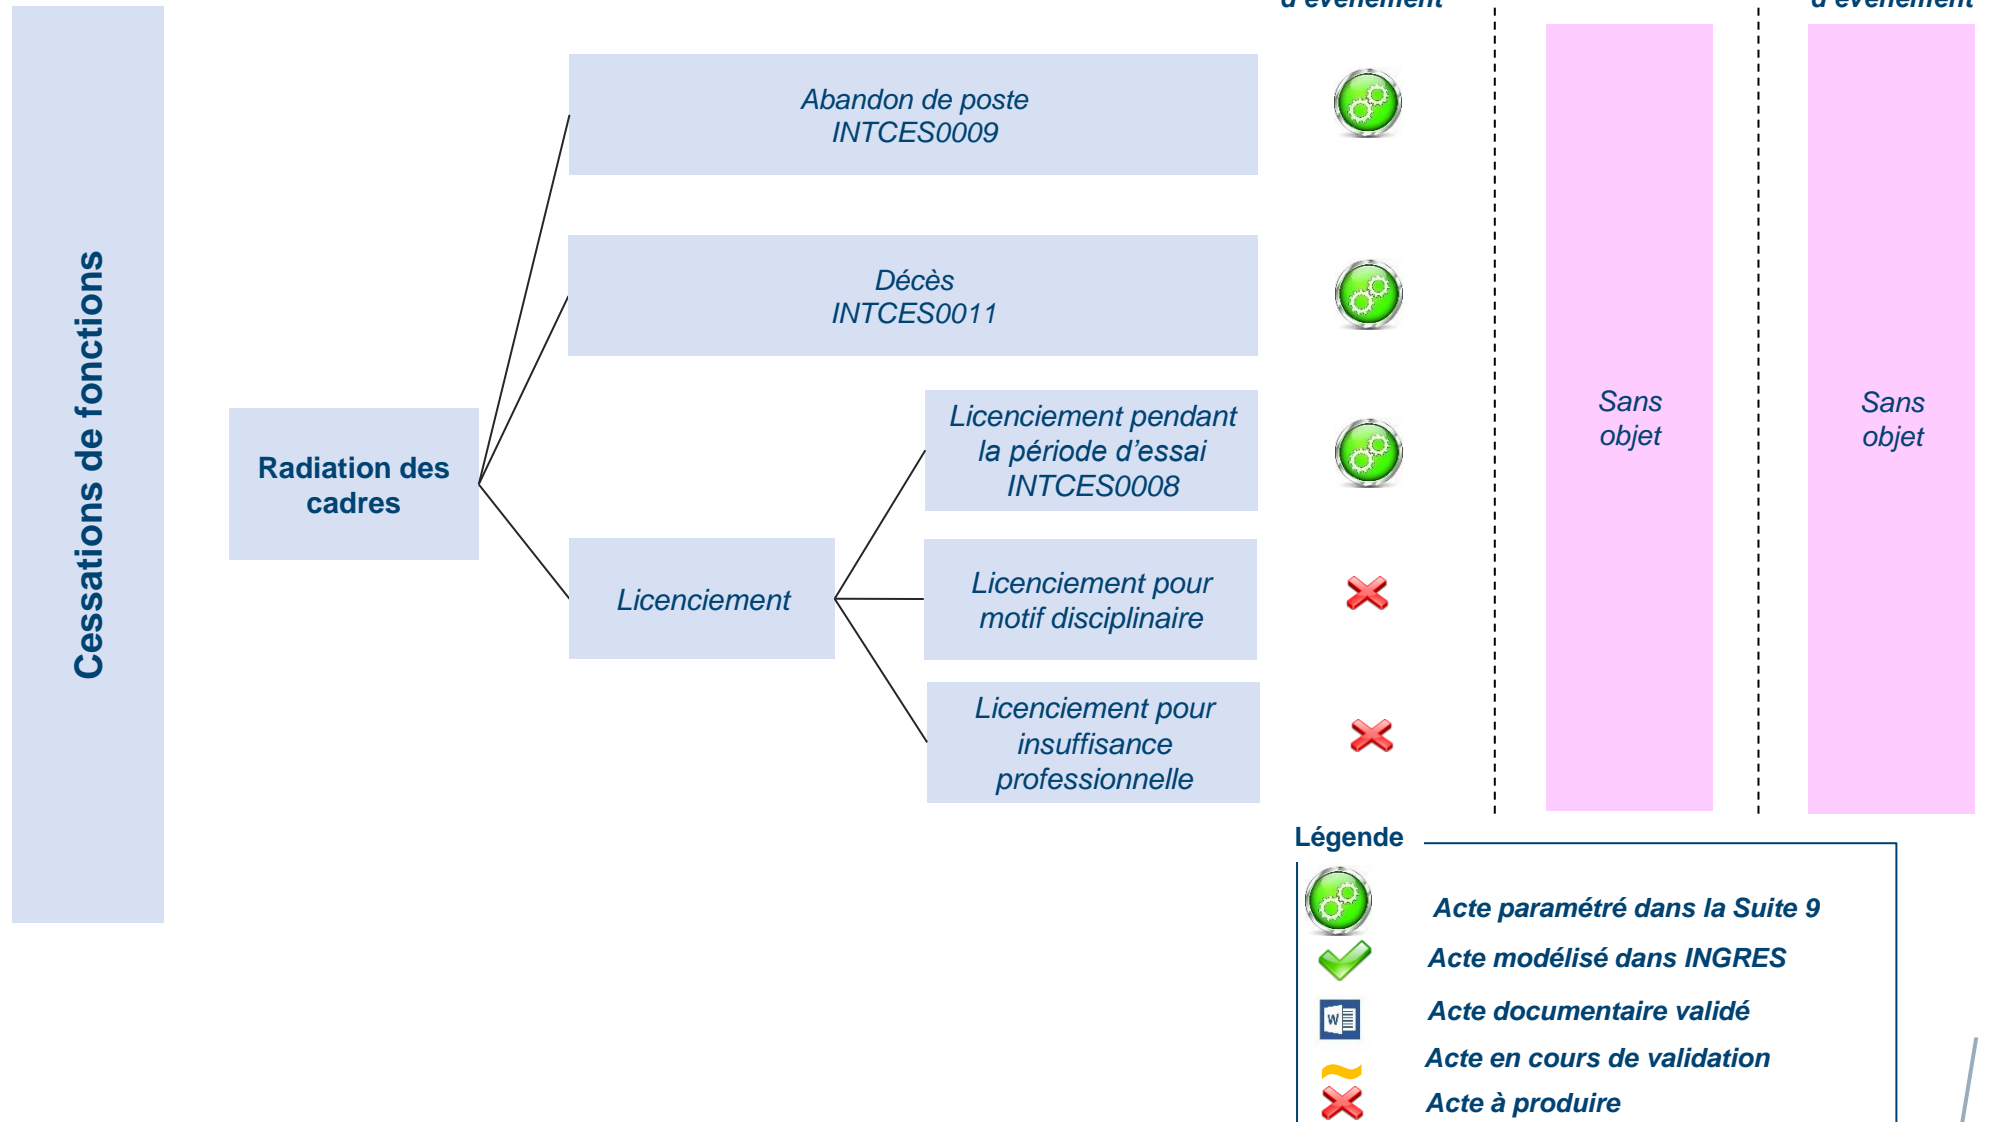 d'événement
d'événement
Cessations de fonctions
Abandon de poste
INTCES0009
Décès
INTCES0011
Radiation des
cadres
Licenciement
Licenciement pendant
la période d’essai
INTCES0008
Licenciement pour
motif disciplinaire
Licenciement pour
insuffisance
professionnelle
Sans
objet
Sans
objet
Légende
Acte paramétré dans la Suite 9
Acte modélisé dans INGRES
W
Acte documentaire validé
Acte en cours de validation
Acte à produire